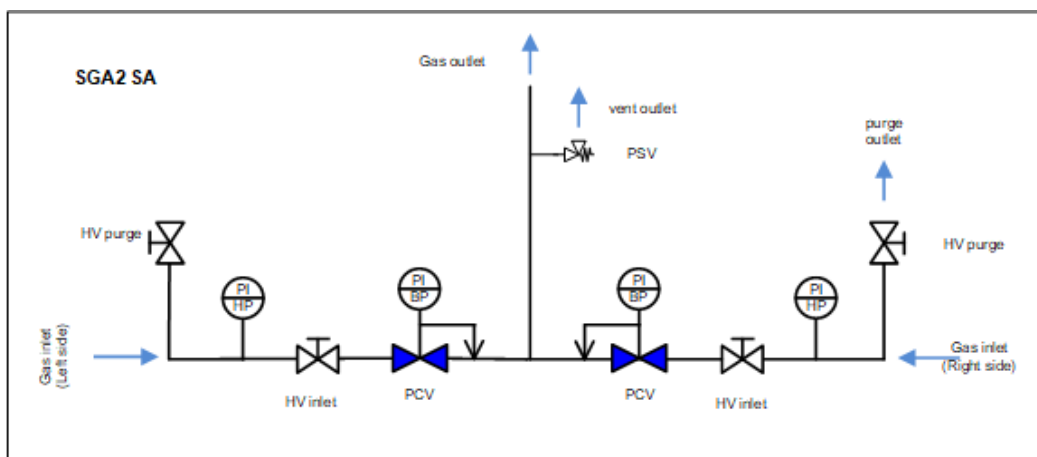 SGA2 SA
Gas outlet
vent outlet
PSV
purge
outlet
HV purge
HV purge
PI
HP
PI
BP
PI
BP
PI
HP
Gas inlet
(Left side)
Gas inlet
(Right side)
HV inlet
PCV
PCV
HV inlet